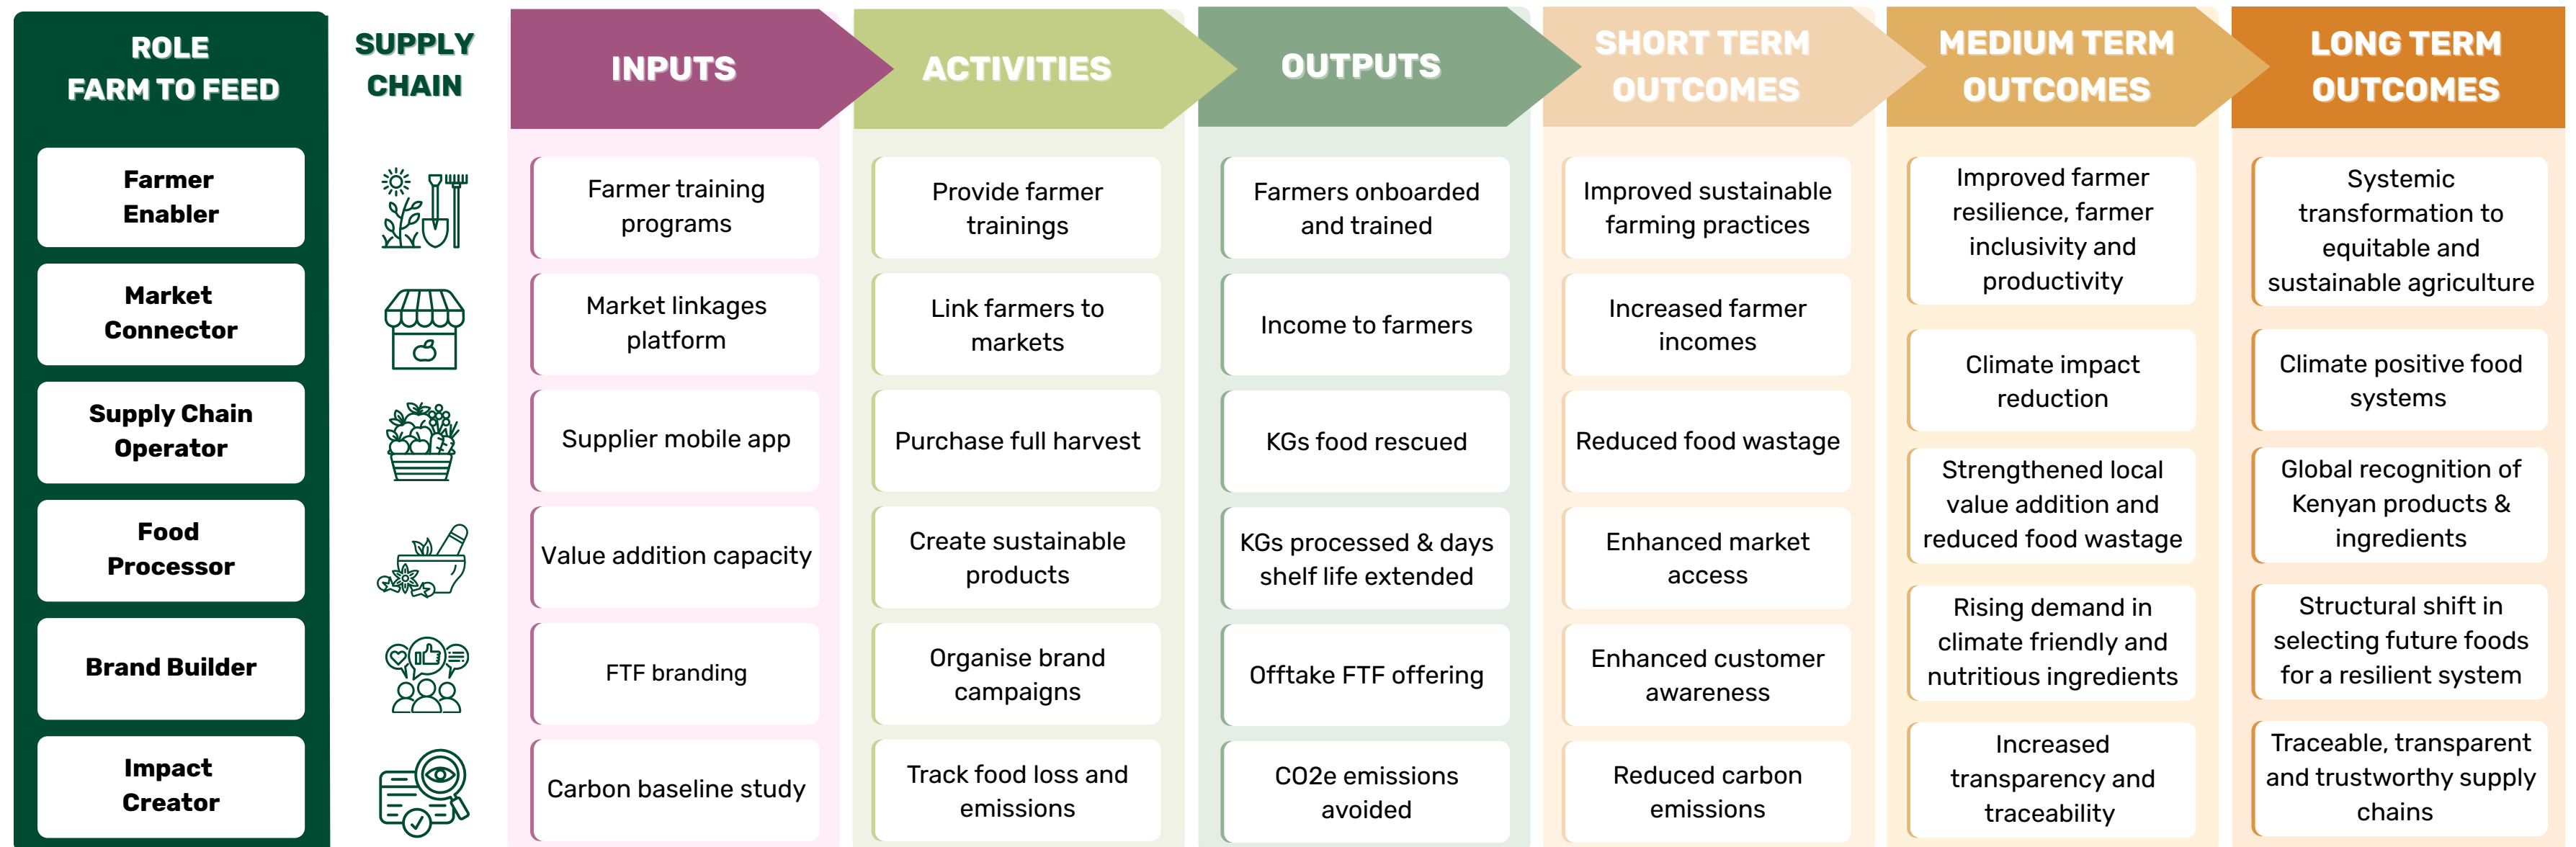 ROLE
FARM TO FEED
SUPPLY
CHAIN
INPUTS
ACTIVITIES
OUTPUTS
SHORT TERM
OUTCOMES
MEDIUM TERM
OUTCOMES
LONG TERM
OUTCOMES
Farmer
Enabler
Market
Connector
Supply Chain
Operator
Food
Processor
Brand Builder
Impact
Creator
Farmer training
programs
Market linkages
platform
Supplier mobile app
Value addition capacity
FTF branding
Carbon baseline study
Provide farmer
trainings
Link farmers to
markets
Purchase full harvest
Create sustainable
products
Organise brand
campaigns
Track food loss and
emissions
Farmers onboarded
and trained
Income to farmers
KGs food rescued
KGs processed & days
shelf life extended
Offtake FTF offering
CO2e emissions
avoided
Improved sustainable
farming practices
Increased farmer
incomes
Reduced food wastage
Enhanced market
access
Enhanced customer
awareness
Reduced carbon
emissions
Improved farmer
resilience, farmer
inclusivity and
productivity
Climate impact
reduction
Strengthened local
value addition and
reduced food wastage
Rising demand in
climate friendly and
nutritious ingredients
Increased
transparency and
traceability
Systemic
transformation to
equitable and
sustainable agriculture
Climate positive food
systems
Global recognition of
Kenyan products &
ingredients
Structural shift in
selecting future foods
for a resilient system
Traceable, transparent
and trustworthy supply
chains